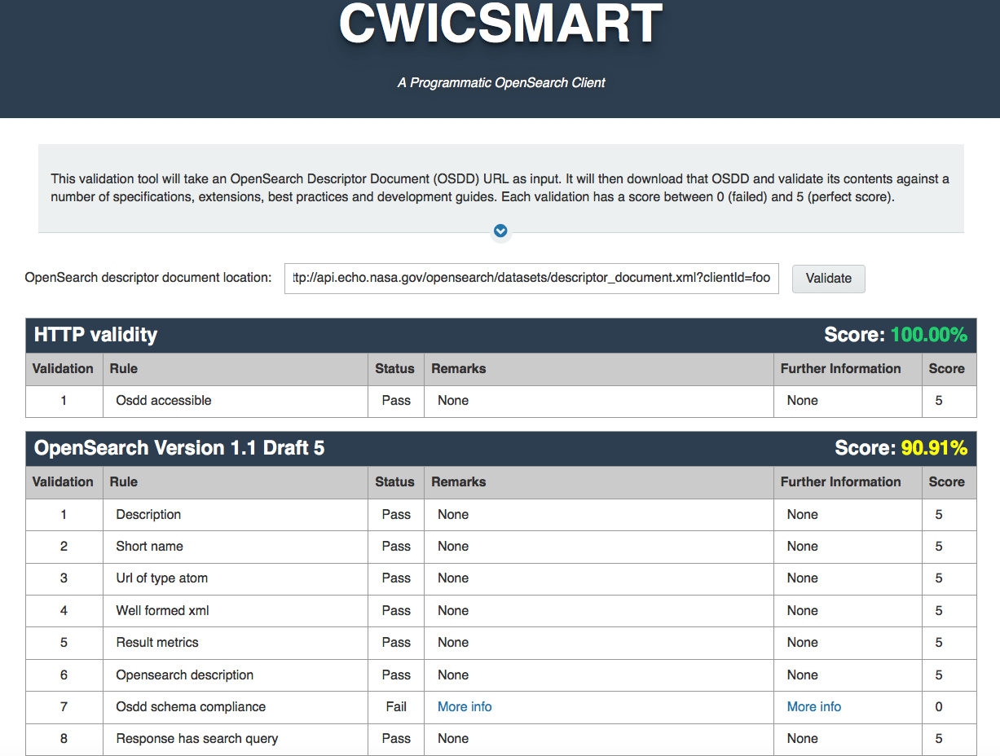 CWICSMART
A Programmatic OpenSearch Client
This validation tool will take an OpenSearch Descriptor Document (OSDD) URL as input. It will then download that OSDD and validate its contents against a
number of specifications, extensions, best practices and development guides. Each validation has a score between 0 (failed) and 5 (perfect score).
OpenSearch descriptor document location: ttp://api.echo.nasa.gov/opensearch/datasets/descriptor_document.xml?clientId=foo Validate
HTTP validity Score: 100.00%
Validation Rule Status Remarks Further Information Score
1 Osdd accessible Pass None None 5
OpenSearch Version 1.1 Draft 5 Score: 90.91%
Validation Rule Status Remarks Further Information Score
1 Description Pass None None 5
2 Short name Pass None None 5
3 Url of type atom Pass None None 5
4 Well formed xml Pass None None 5
5 Result metrics Pass None None 5
6 Opensearch description Pass None None 5
7 Osdd schema compliance Fail More info More info 0
8 Response has search query Pass None None 5